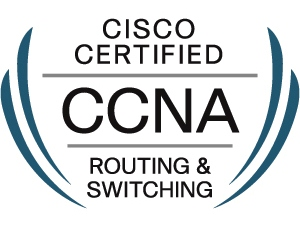 CISCO
CERTIFIED
CCNA
ROUTING &
SWITCHING